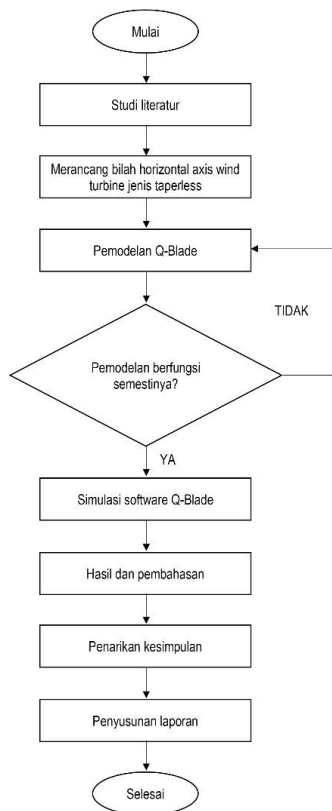 Mulai
Studi literatur
Merancang bilah horizontal axis wind
turbine jenis taperless
Pemodelan Q-Blade
TIDAK
Pemodelan berfungsi
semestinya?
YA
Simulasi software Q-Blade
Hasil dan pembahasan
Penarikan kesimpulan
Penyusunan laporan
Selesai